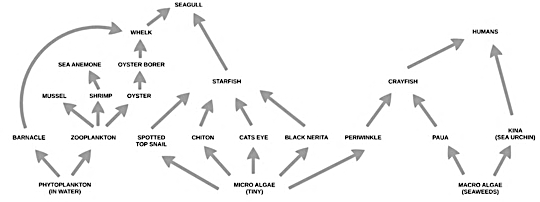 SEAGULL
WHELK
HUMANS
SEA ANEMONE
OYSTER BORER
STARFISH
CRAYFISH
MUSSEL
SHRIMP
OYSTER
BARNACLE
ZOOPLANKTON
SPOTTED
TOP SNAIL
CHITON
CATS EYE
BLACK NERITA
PERIWINKLE
PAUA
KINA
(SEA URCHIN)
PHYTOPLANKTON
(IN WATER)
MICRO ALGAE
(TINY)
MACRO ALGAE
(SEAWEEDS)